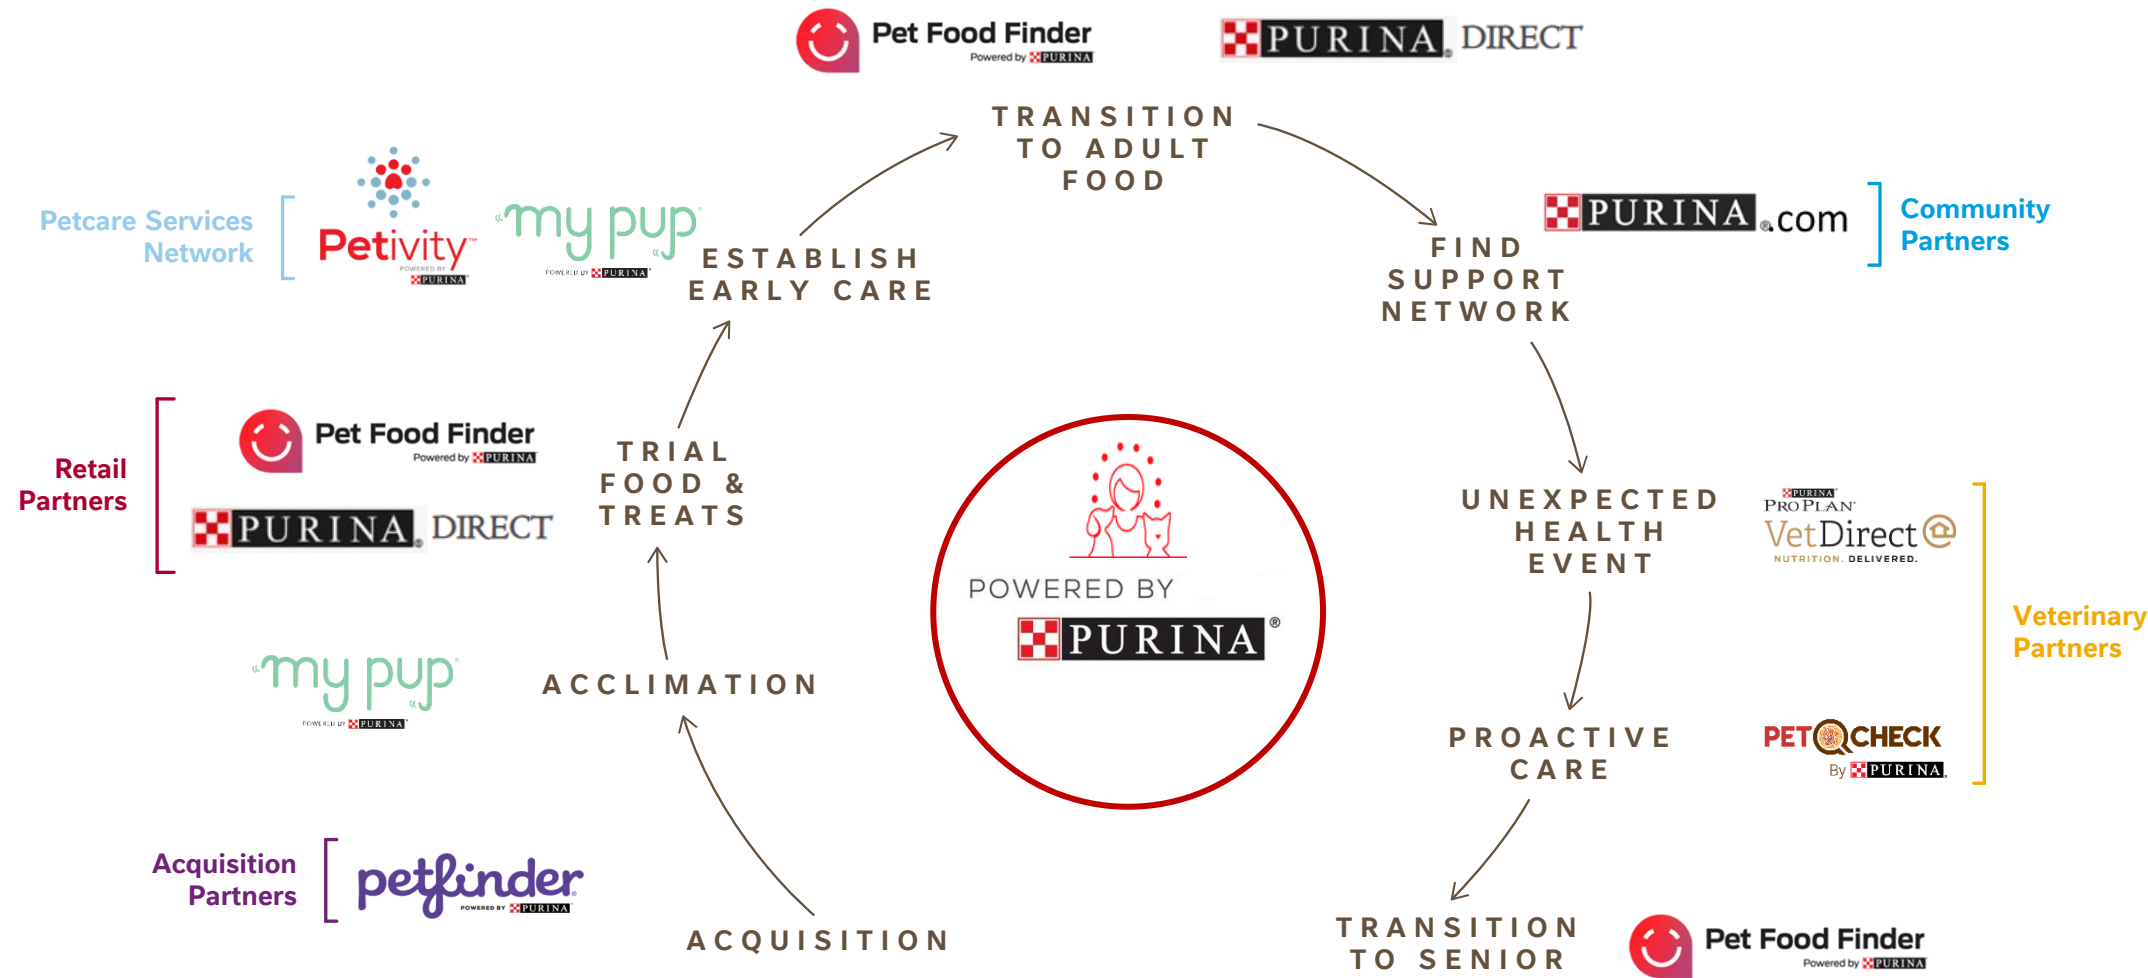 Pet Food Finder
Powered by PURINA
PURINA® DIRECT
TRANSITION
TO ADULT
FOOD
Petcare Services
Network
Petivity™
POWERED BY
PURINA®
my pup®
POWERED BY PURINA®
ESTABLISH
EARLY CARE
FIND
SUPPORT
NETWORK
PURINA®.com
Community
Partners
Retail
Partners
Pet Food Finder
Powered by PURINA
PURINA® DIRECT
TRIAL
FOOD &
TREATS
POWERED BY
PURINA®
UNEXPECTED
HEALTH
EVENT
PURINA®
PRO PLAN®
VetDirect
NUTRITION. DELIVERED.
Veterinary
Partners
my pup®
POWERED BY PURINA®
ACCLIMATION
PROACTIVE
CARE
PET CHECK
By PURINA®
Acquisition
Partners
petfinder®
POWERED BY PURINA®
ACQUISITION
TRANSITION
TO SENIOR
Pet Food Finder
Powered by PURINA